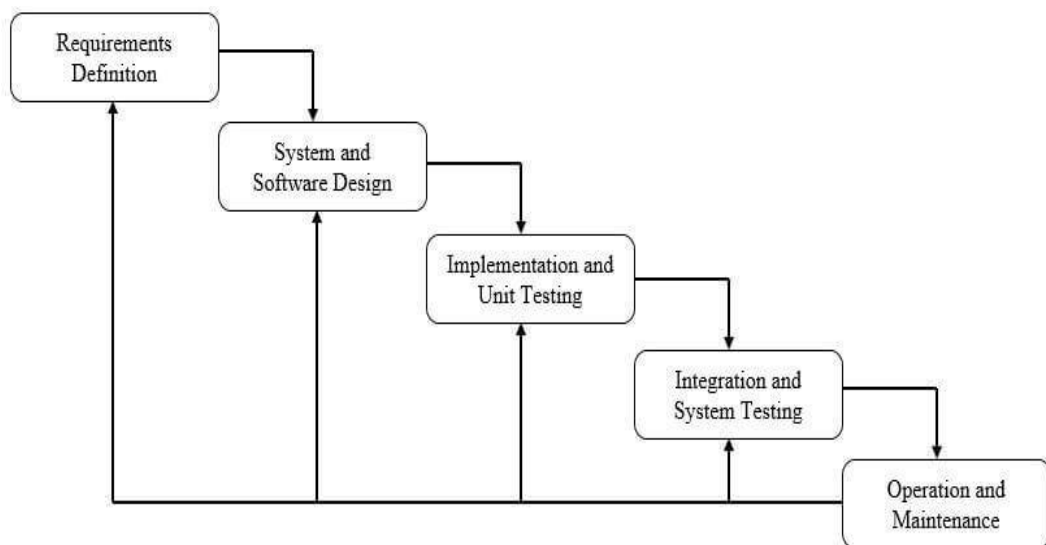 Requirements
Definition
System and
Software Design
Implementation and
Unit Testing
Integration and
System Testing
Operation and
Maintenance